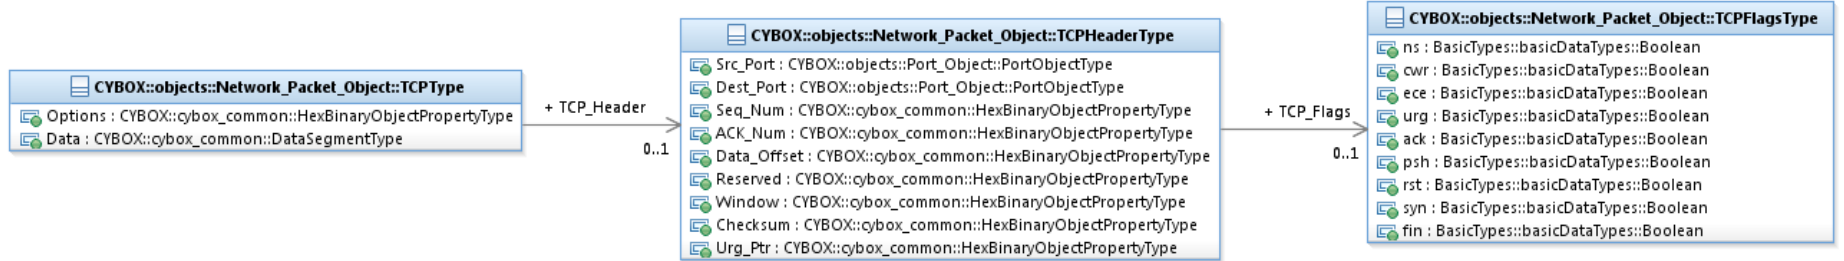 CYBOX::objects::Network_Packet_Object::TCPType
Options : CYBOX::cybox_common::HexBinaryObjectPropertyType
Data : CYBOX::cybox_common::DataSegmentType
+ TCP_Header
0..1
CYBOX::objects::Network_Packet_Object::TCPHeaderType
Src_Port : CYBOX::objects::Port_Object::PortObjectType
Dest_Port : CYBOX::objects::Port_Object::PortObjectType
Seq_Num : CYBOX::cybox_common::HexBinaryObjectPropertyType
ACK_Num : CYBOX::cybox_common::HexBinaryObjectPropertyType
Data_Offset : CYBOX::cybox_common::HexBinaryObjectPropertyType
Reserved : CYBOX::cybox_common::HexBinaryObjectPropertyType
Window : CYBOX::cybox_common::HexBinaryObjectPropertyType
Checksum : CYBOX::cybox_common::HexBinaryObjectPropertyType
Urg_Ptr : CYBOX::cybox_common::HexBinaryObjectPropertyType
+ TCP_Flags
0..1
CYBOX::objects::Network_Packet_Object::TCPFlagsType
ns : BasicTypes::basicDataTypes::Boolean
cwr : BasicTypes::basicDataTypes::Boolean
ece : BasicTypes::basicDataTypes::Boolean
urg : BasicTypes::basicDataTypes::Boolean
ack : BasicTypes::basicDataTypes::Boolean
psh : BasicTypes::basicDataTypes::Boolean
rst : BasicTypes::basicDataTypes::Boolean
syn : BasicTypes::basicDataTypes::Boolean
fin : BasicTypes::basicDataTypes::Boolean